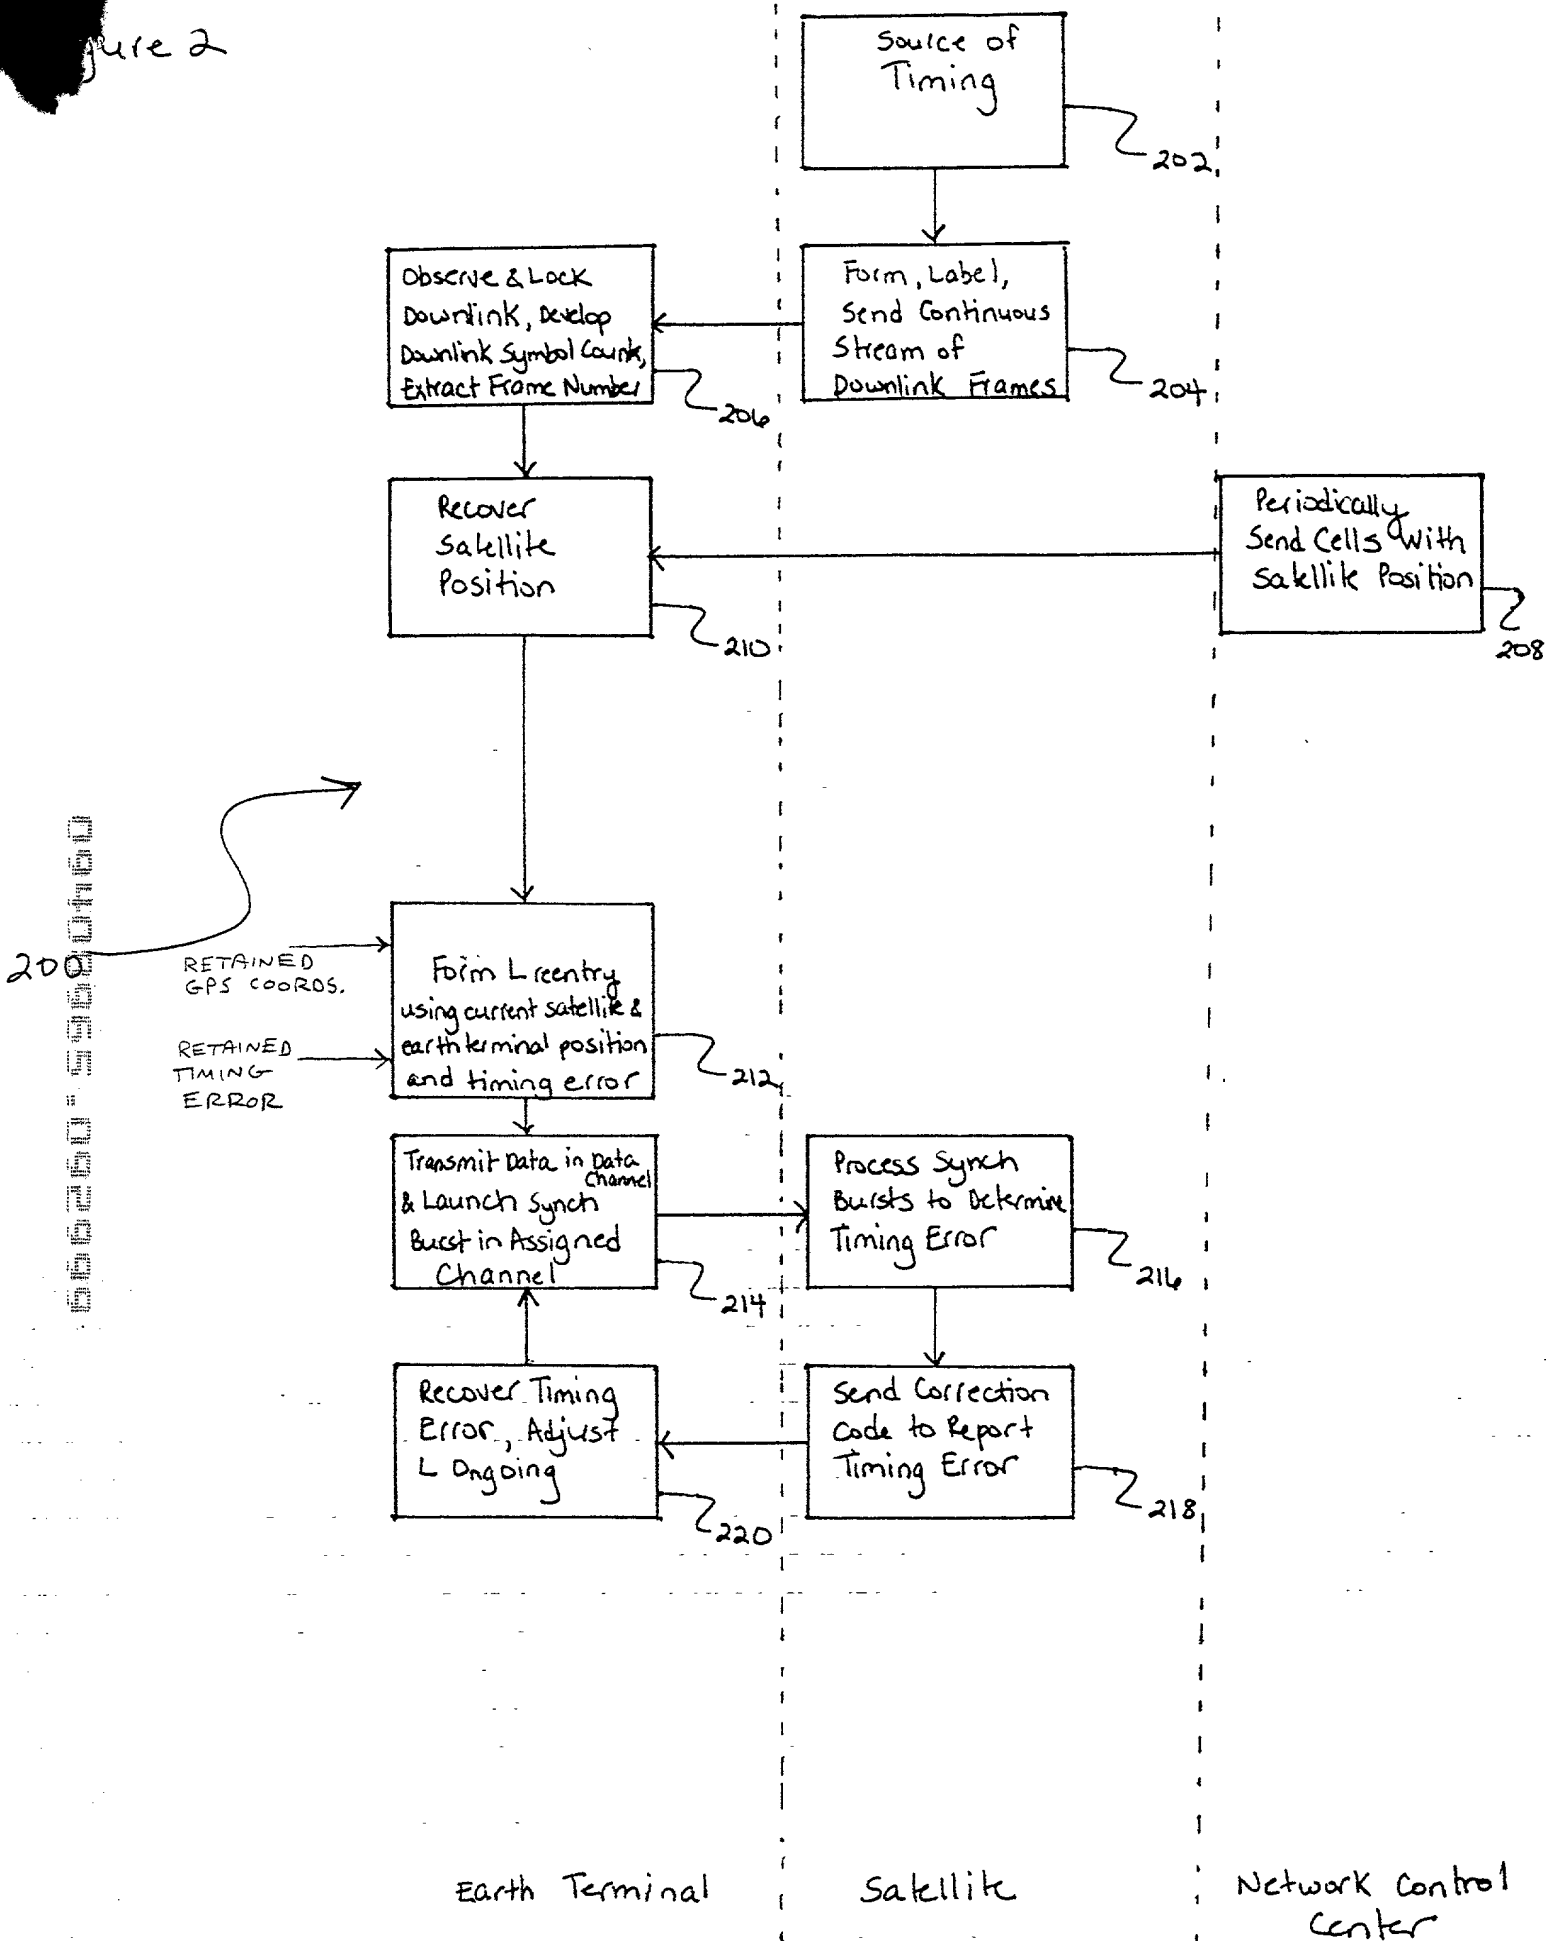 gure 2
Source of
Timing
202
Observe & Lock
Downlink, Develop
Downlink Symbol Counts,
Extract Frame Number
206
Form, Label,
Send Continuous
Stream of
Downlink Frames
204
Recover
Satellite
Position
210
Periodically
Send Cells With
Satellite Position
208
200
RETAINED
GPS COORDS.
RETAINED
TIMING
ERROR
Form L reentry
using current satellite &
earth terminal position
and timing error
212
Transmit Data in Data
Channel
& Launch Synch
Burst in Assigned
Channel
214
Process Synch
Bursts to Determine
Timing Error
216
Recover Timing
Error, Adjust
L Ongoing
220
Send Correction
Code to Report
Timing Error
218
Earth Terminal
Satellite
Network Control
Center